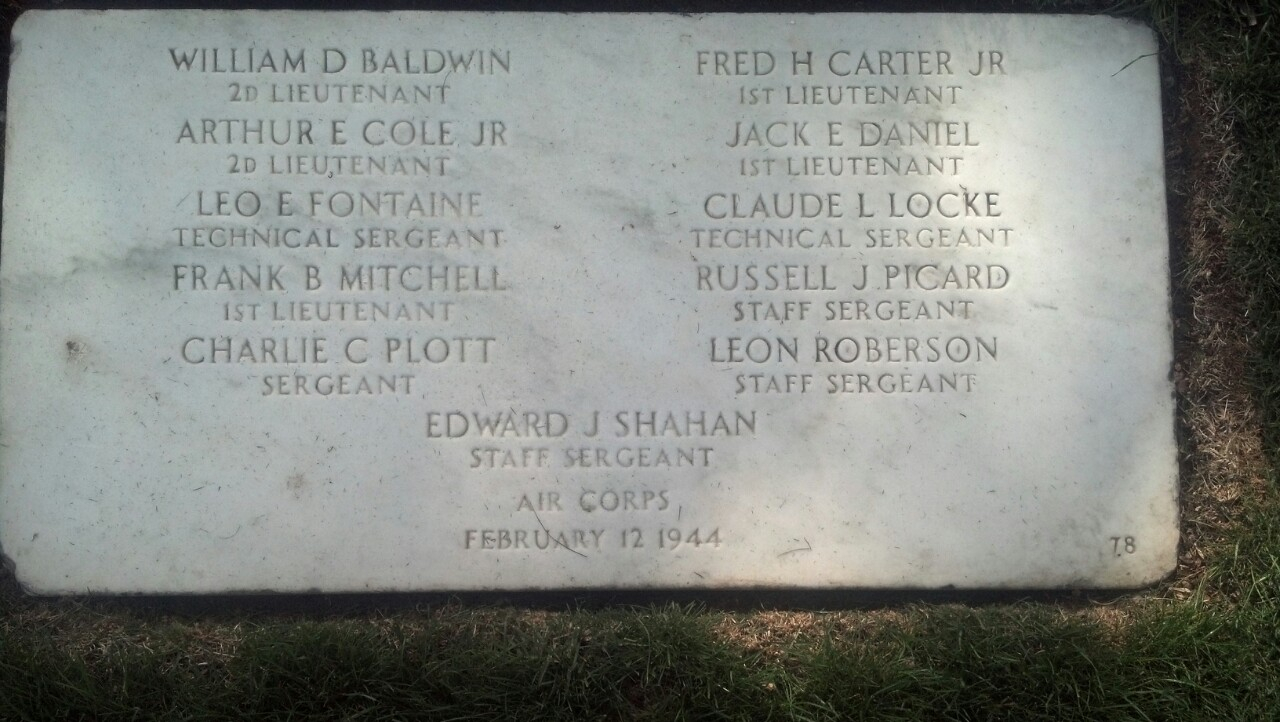 WILLIAM D BALDWIN
2D LIEUTENANT
ARTHUR E COLE JR
2D LIEUTENANT
LEO E FONTAINE
TECHNICAL SERGEANT
FRANK B MITCHELL
1ST LIEUTENANT
CHARLIE C PLOTT
SERGEANT
FRED H CARTER JR
1ST LIEUTENANT
JACK E DANIEL
1ST LIEUTENANT
CLAUDE L LOCKE
TECHNICAL SERGEANT
RUSSELL J PICARD
STAFF SERGEANT
LEON ROBERSON
STAFF SERGEANT
EDWARD J SHAHAN
STAFF SERGEANT
AIR CORPS
FEBRUARY 12 1944
78